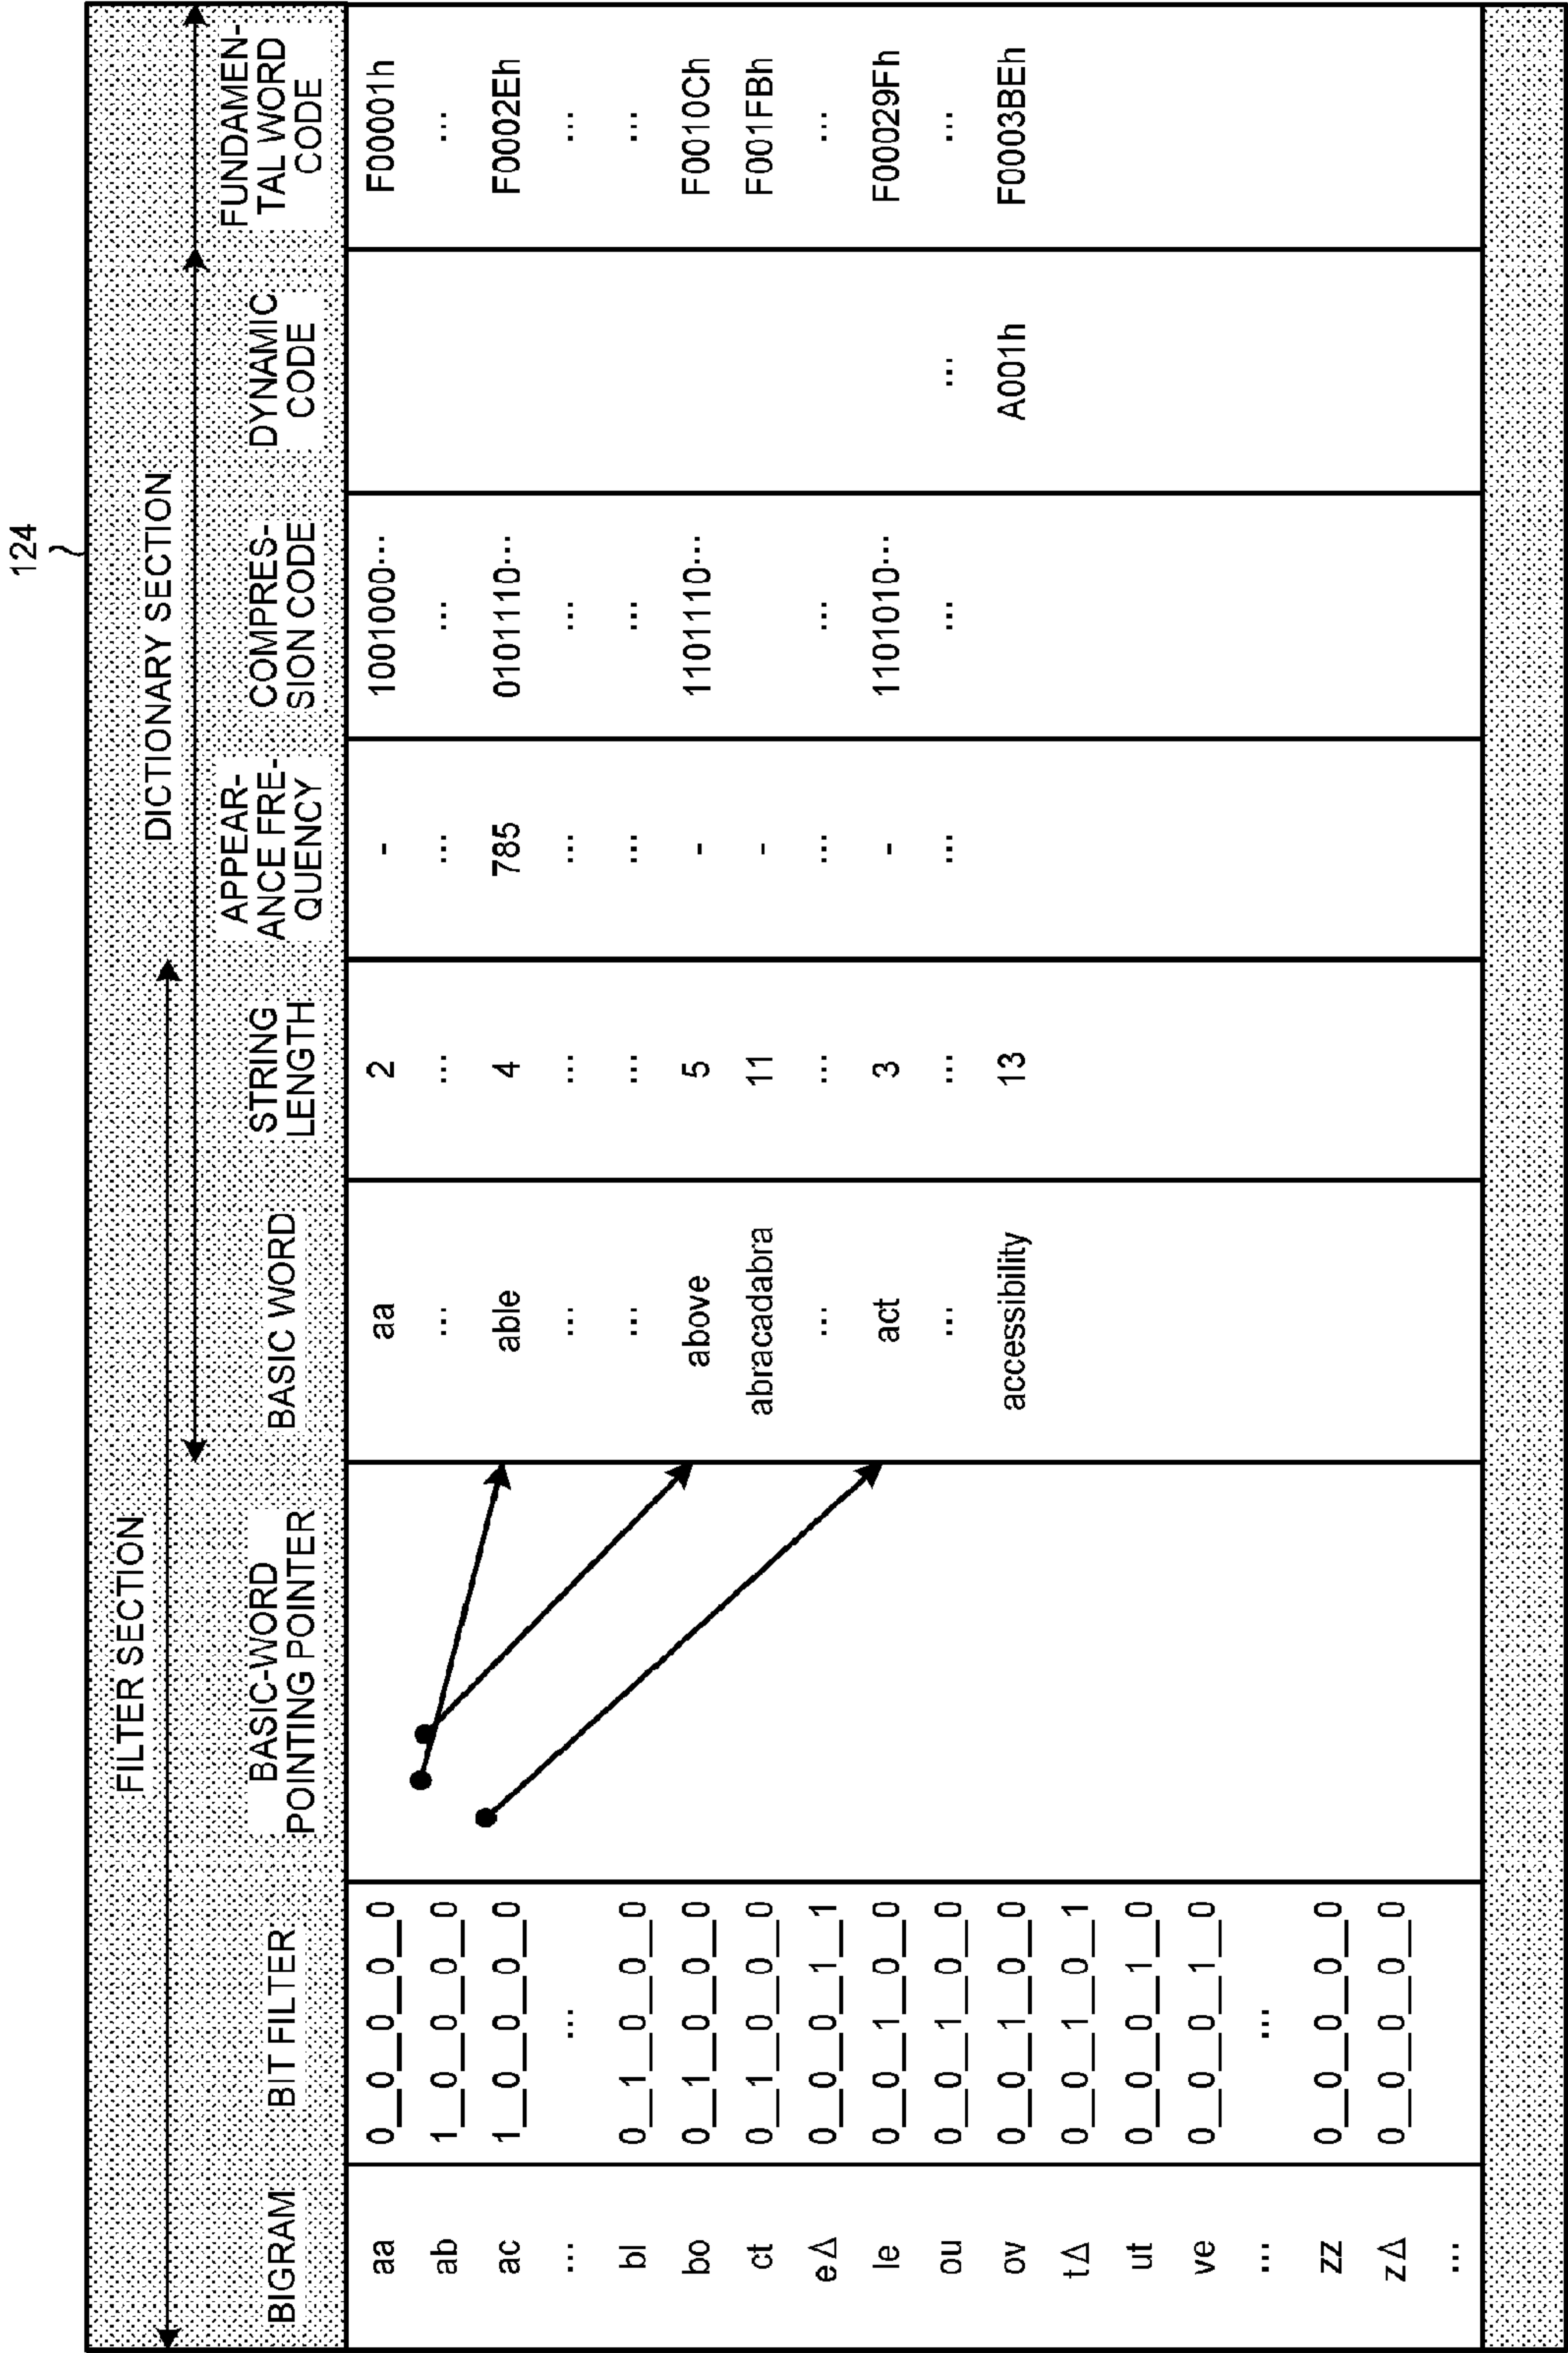 124
FILTER SECTION
DICTIONARY SECTION
BIGRAM
BIT FILTER
BASIC-WORD
POINTING POINTER
BASIC WORD
STRING
LENGTH
APPEAR-
ANCE FRE-
QUENCY
COMPRES-
SION CODE
DYNAMIC
CODE
FUNDAMEN-
TAL WORD
CODE
aa 0_0_0_0_0 aa 2 - 1001000... F00001h
ab 1_0_0_0_0 ... ... ... ... ...
ac 1_0_0_0_0 able 4 785 0101110... F0002Eh
... ... ... ... ... ... ...
bl 0_1_0_0_0 ... ... ... ... ...
bo 0_1_0_0_0 above 5 - 1101110... F0010Ch
ct 0_1_0_0_0 abracadabra 11 - F001FBh
e∆ 0_0_0_1_1 ... ... ... ... ...
le 0_0_1_0_0 act 3 - 1101010... F00029Fh
ou 0_0_1_0_0 ... ... ... ... ... ...
ov 0_0_1_0_0 accessibility 13 A001h F0003BEh
t∆ 0_0_1_0_1
ut 0_0_0_1_0
ve 0_0_0_1_0
... ...
zz 0_0_0_0_0
z∆ 0_0_0_0_0
...